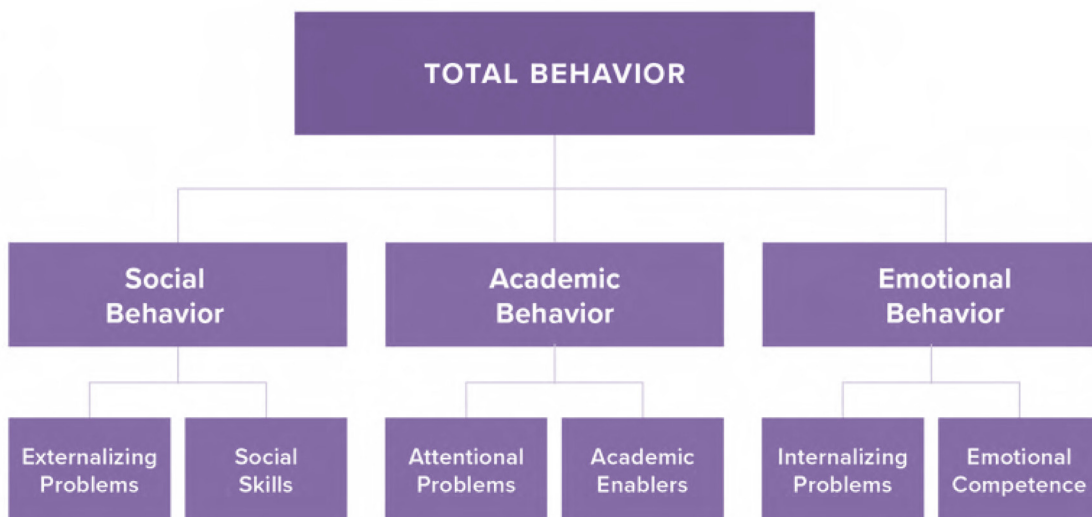 TOTAL BEHAVIOR
Social
Behavior
Academic
Behavior
Emotional
Behavior
Externalizing
Problems
Social
Skills
Attentional
Problems
Academic
Enablers
Internalizing
Problems
Emotional
Competence